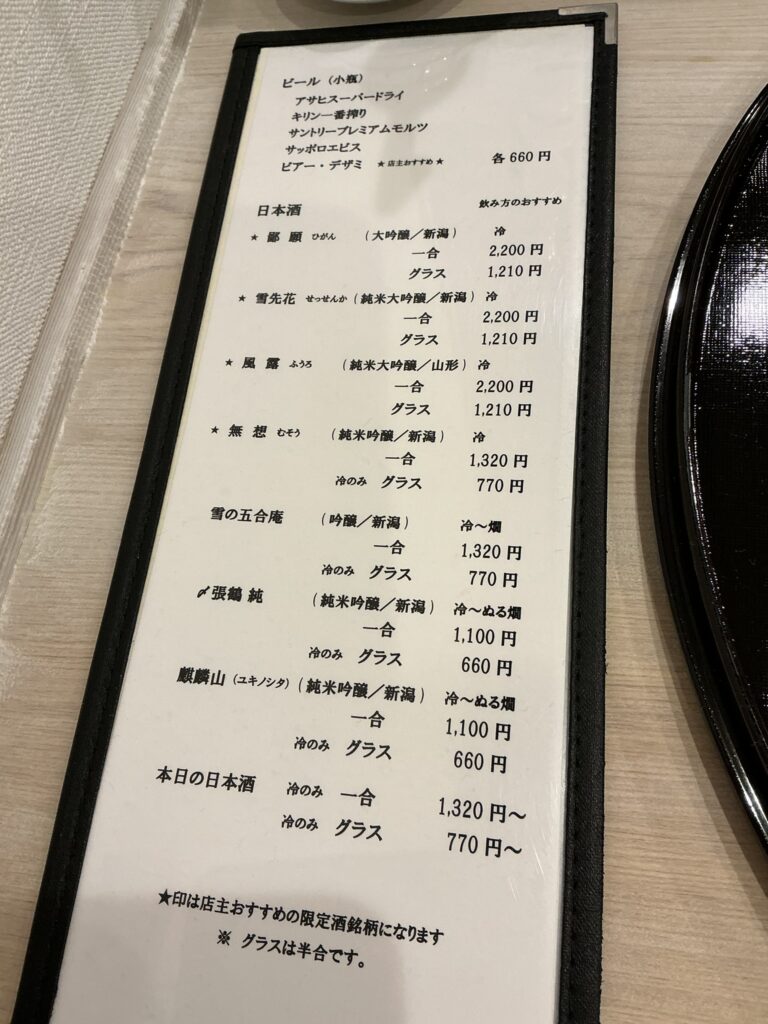 ビール（小瓶）
アサヒスーパードライ
キリン一番搾り
サントリープレミアムモルツ
サッポロエビス
ビアー・デザミ ★店主おすすめ★ 各 660 円
日本酒 飲み方のおすすめ
★ 鄙 願 ひがん （大吟醸／新潟） 冷
一合 2,200 円
グラス 1,210 円
★ 雪先花 せっせんか（純米大吟醸／新潟） 冷
一合 2,200 円
グラス 1,210 円
★ 風 露 ふうろ （純米大吟醸／山形） 冷
一合 2,200 円
グラス 1,210 円
★ 無 想 むそう （純米吟醸／新潟） 冷
一合 1,320 円
冷のみ グラス 770 円
雪の五合庵 （吟醸／新潟） 冷～燗
一合 1,320 円
冷のみ グラス 770 円
〆張鶴 純 （純米吟醸／新潟） 冷～ぬる燗
一合 1,100 円
冷のみ グラス 660 円
麒麟山（ユキノシタ）（純米吟醸／新潟） 冷～ぬる燗
一合 1,100 円
冷のみ グラス 660 円
本日の日本酒 冷のみ 一合 1,320 円～
冷のみ グラス 770 円～
★印は店主おすすめの限定酒銘柄になります
※ グラスは半合です。